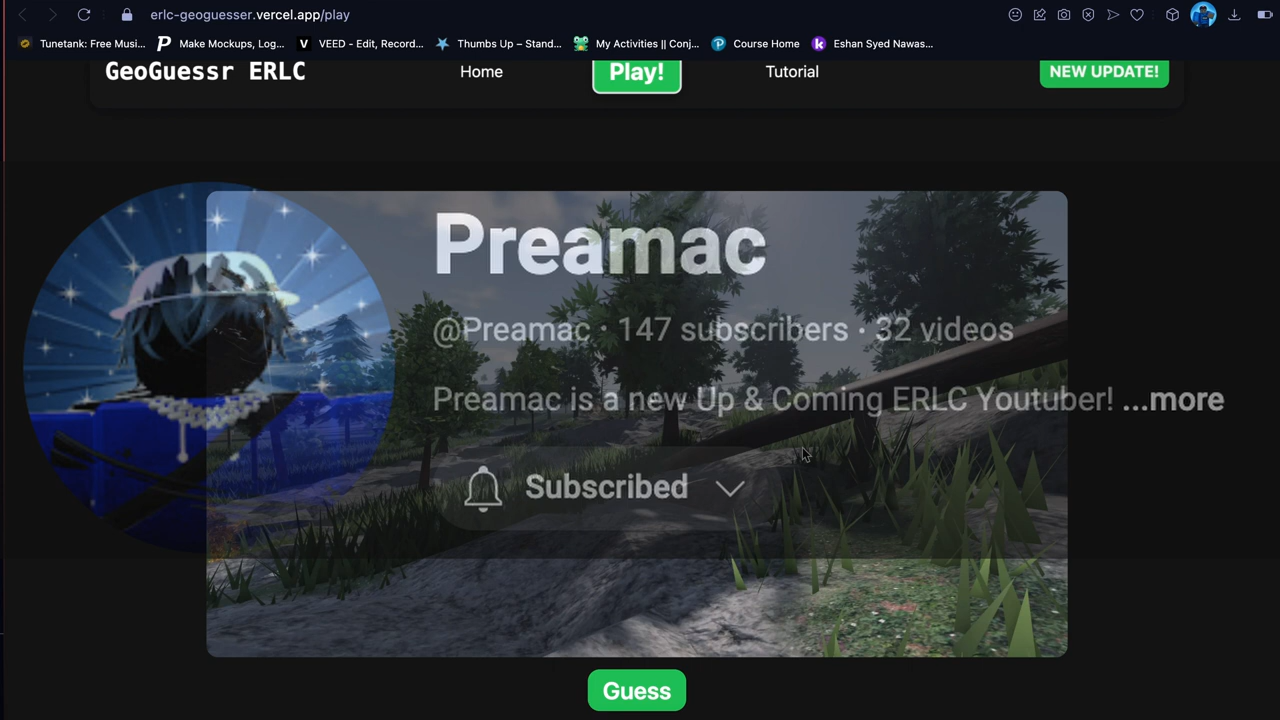 erlc-geoguesser.vercel.app/play
Tunetank: Free Musi... Make Mockups, Log... VEED - Edit, Record... Thumbs Up – Stand... My Activities || Conj... Course Home Eshan Syed Nawas...
GeoGuessr ERLC Home Play! Tutorial NEW UPDATE!
Preamac
@Preamac · 147 subscribers · 32 videos
Preamac is a new Up & Coming ERLC Youtuber! ...more
Subscribed
Guess